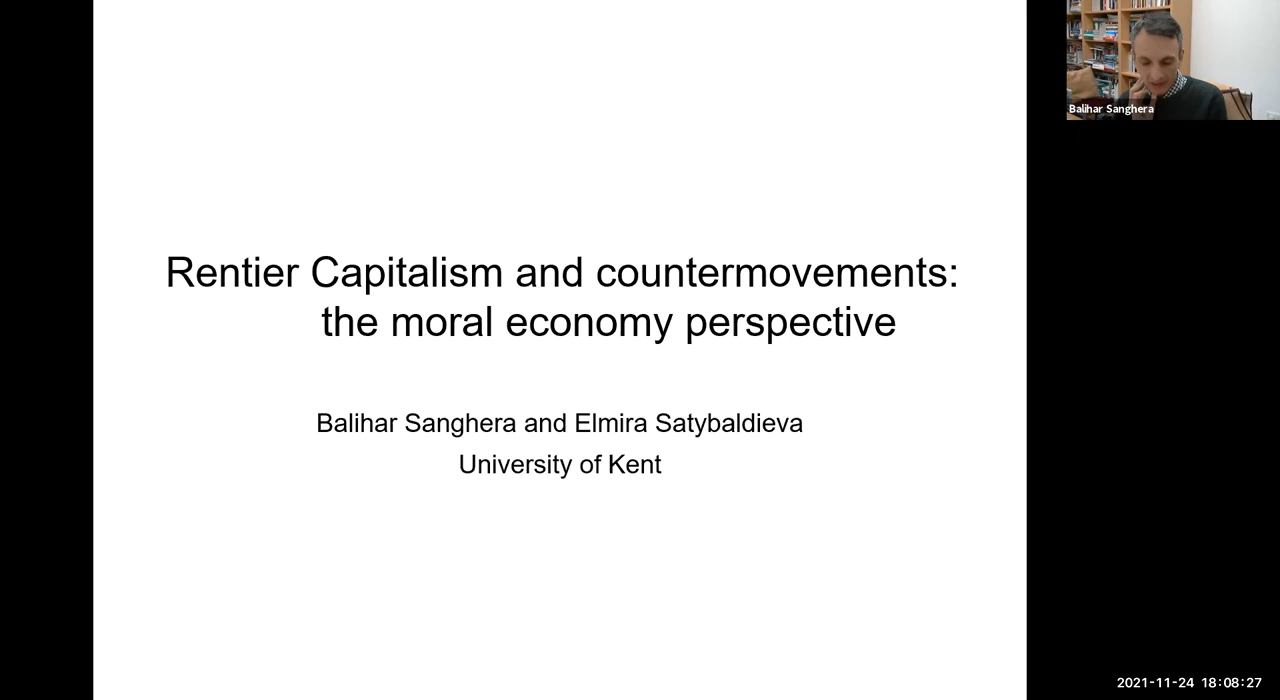 Rentier Capitalism and countermovements:
the moral economy perspective
Balihar Sanghera and Elmira Satybaldieva
University of Kent
Balihar Sanghera
2021-11-24 18:08:27